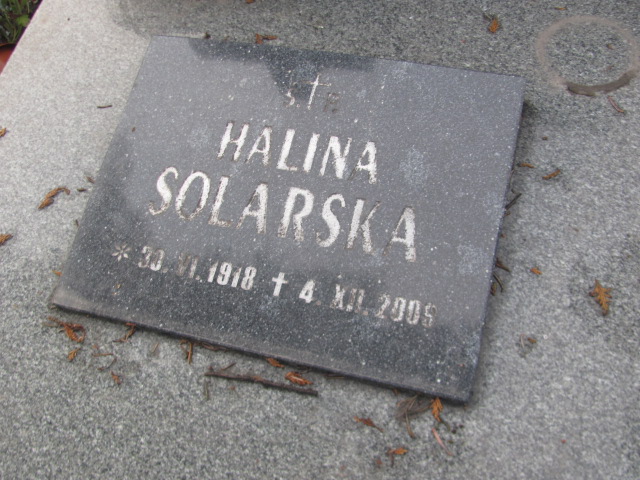 Ś † P
HALINA
SOLARSKA
* 30.VI.1918 † 4.XII.2005